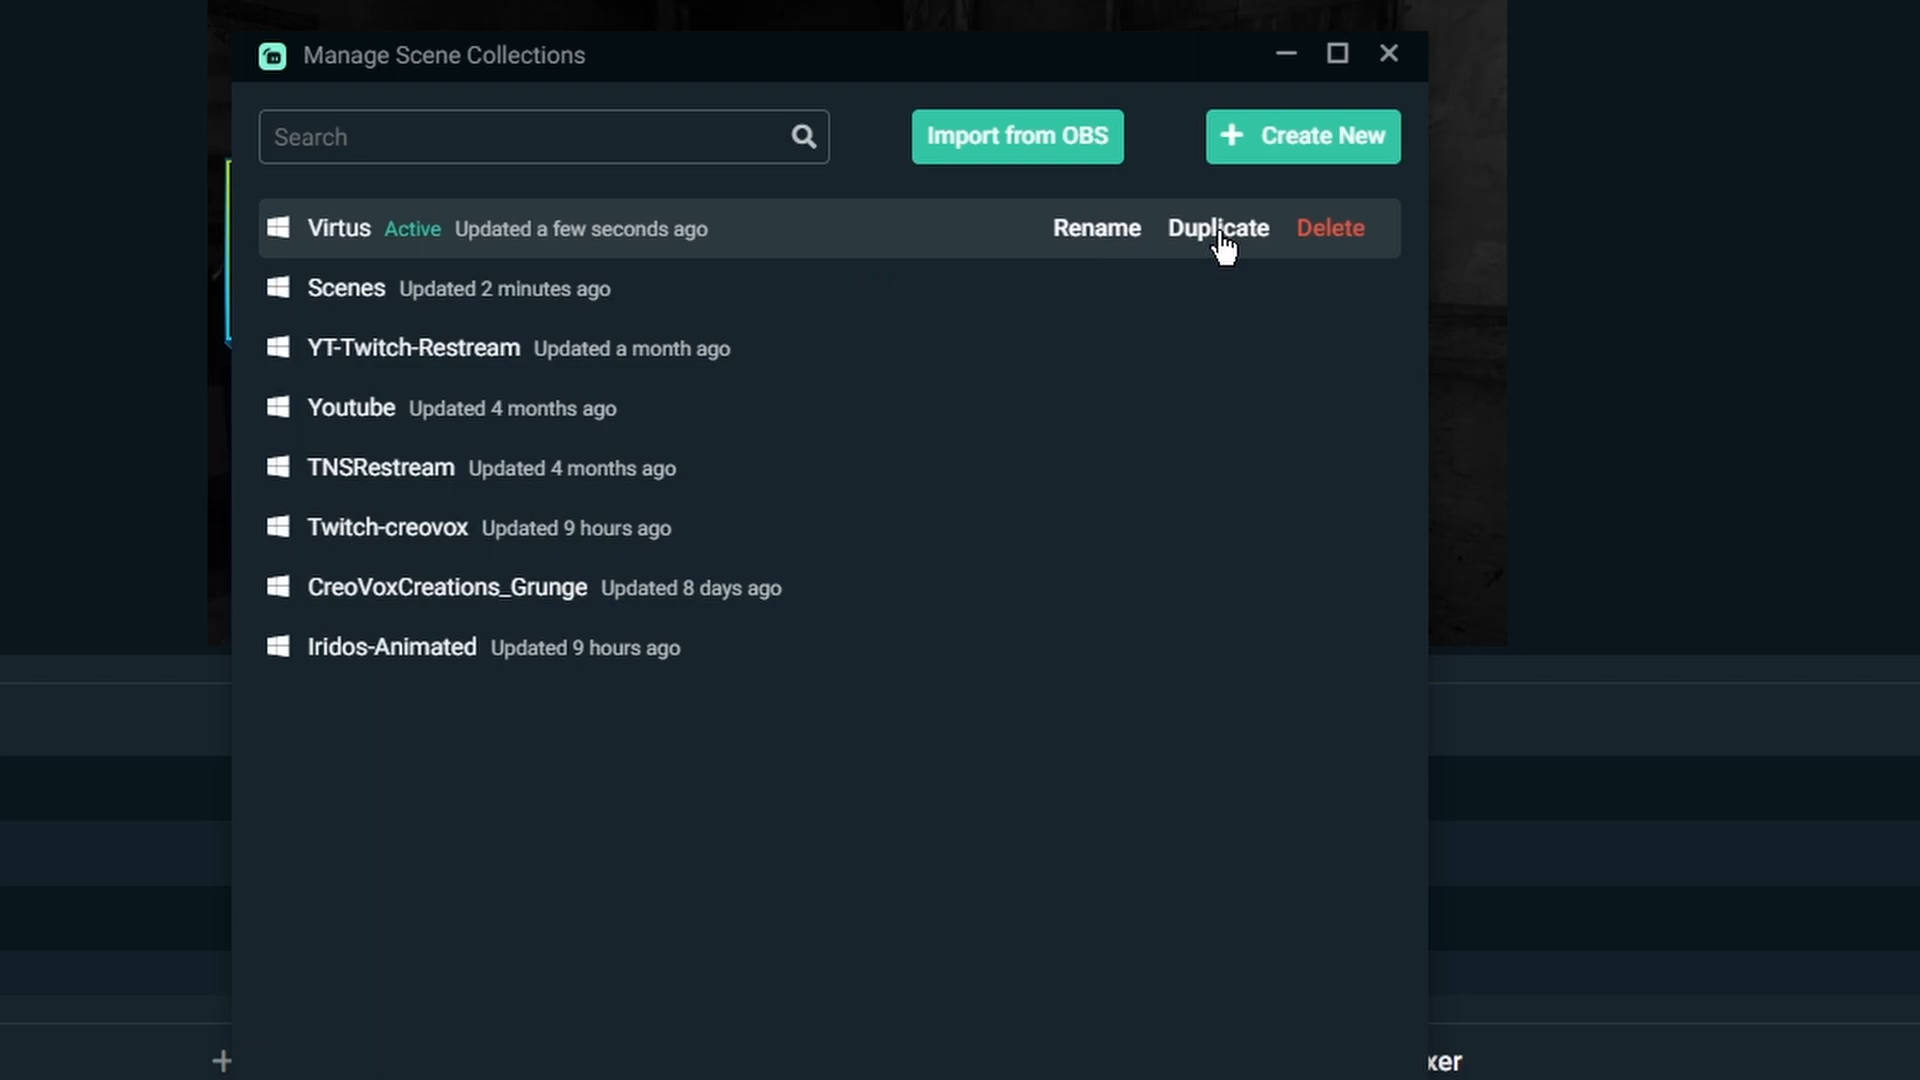 Manage Scene Collections
Search
Import from OBS
+ Create New
Virtus Active Updated a few seconds ago Rename Duplicate Delete
Scenes Updated 2 minutes ago
YT-Twitch-Restream Updated a month ago
Youtube Updated 4 months ago
TNSRestream Updated 4 months ago
Twitch-creovox Updated 9 hours ago
CreoVoxCreations_Grunge Updated 8 days ago
Iridos-Animated Updated 9 hours ago
xer